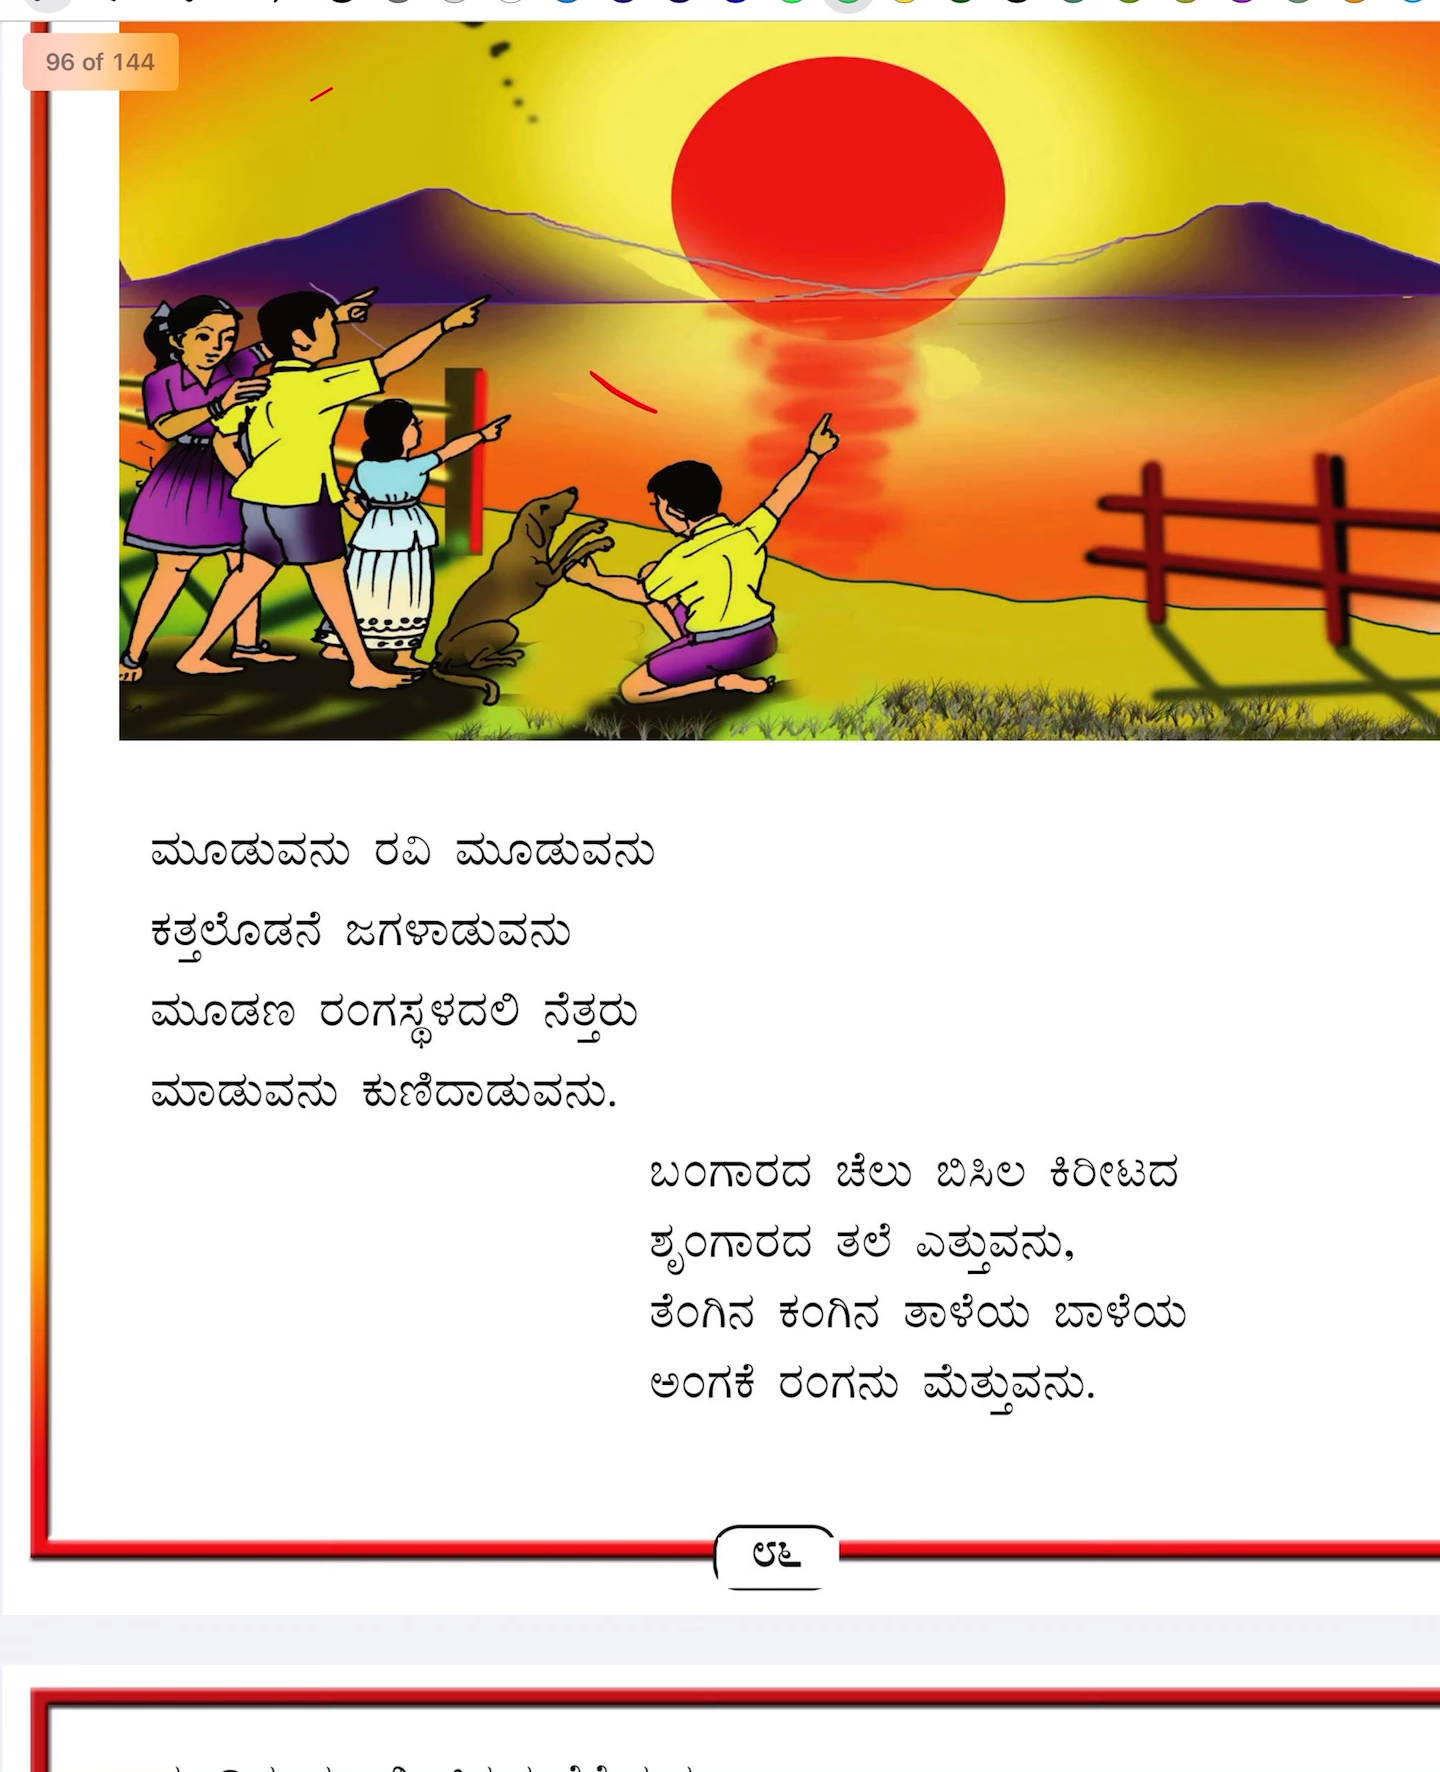 96 of 144
ಮೂಡುವನು ರವಿ ಮೂಡುವನು
ಕತ್ತಲೊಡನೆ ಜಗಳಾಡುವನು
ಮೂಡಣ ರಂಗಸ್ಥಳದಲಿ ನೆತ್ತರು
ಮಾಡುವನು ಕುಣಿದಾಡುವನು.
ಬಂಗಾರದ ಚೆಲು ಬಿಸಿಲ ಕಿರೀಟದ
ಶೃಂಗಾರದ ತಲೆ ಎತ್ತುವನು,
ತೆಂಗಿನ ಕಂಗಿನ ತಾಳೆಯ ಬಾಳೆಯ
ಅಂಗಕೆ ರಂಗನು ಮೆತ್ತುವನು.
೮೬